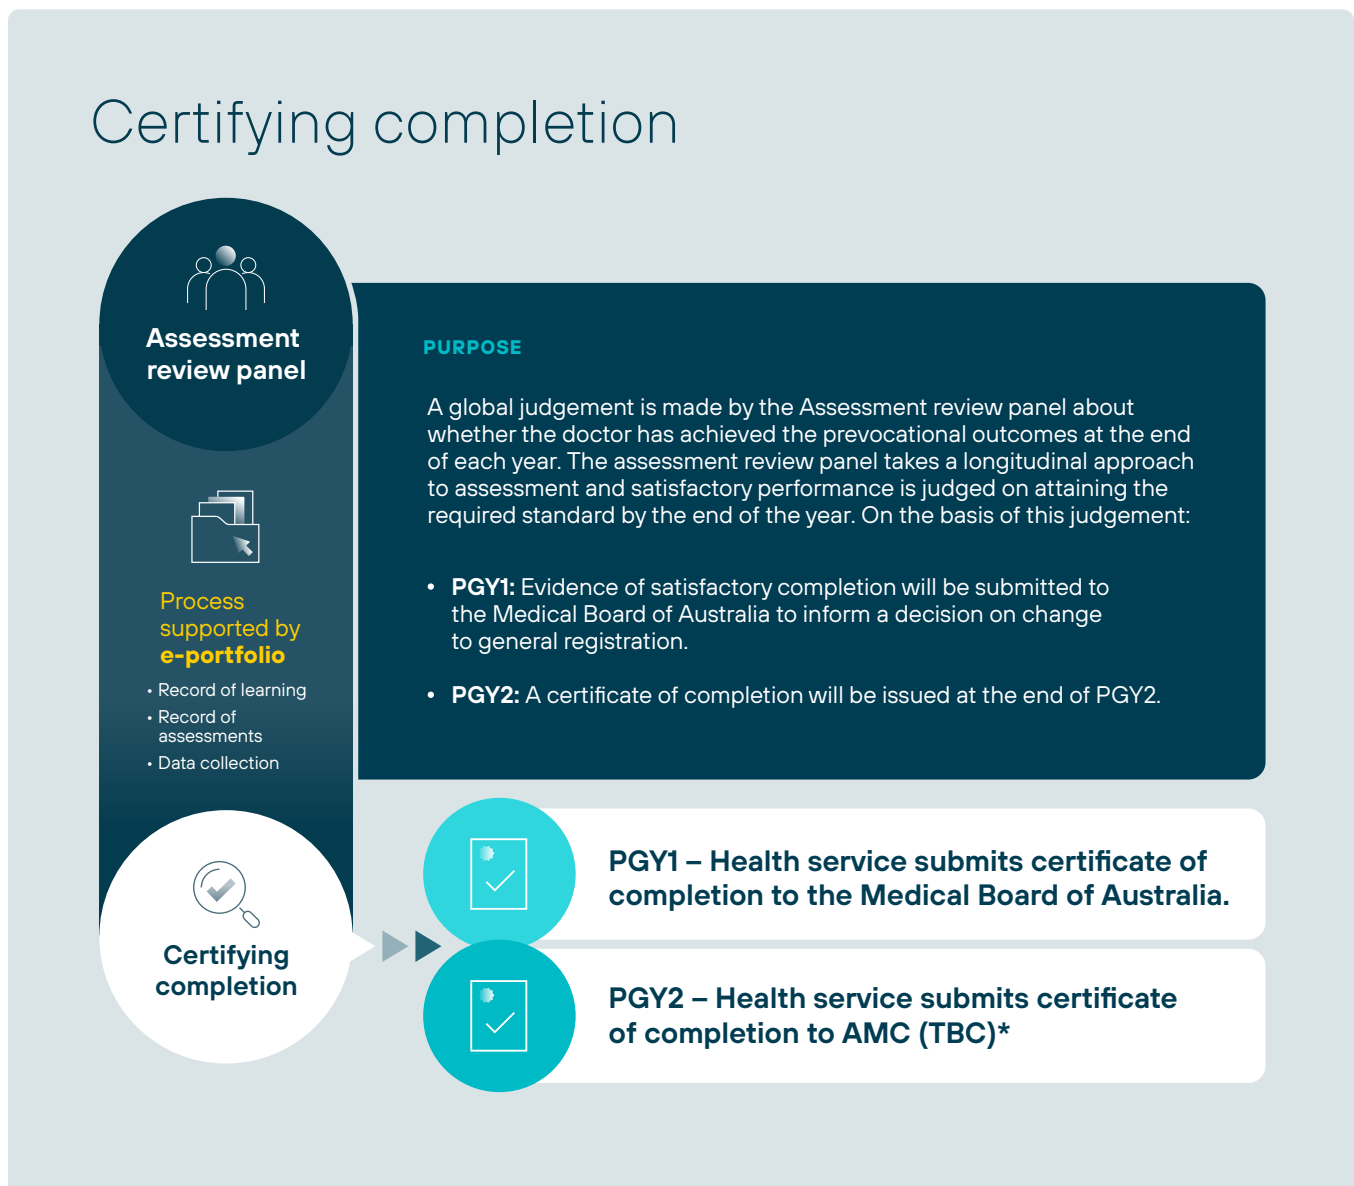 Certifying completion
Assessment
review panel
Process
supported by
e-portfolio
• Record of learning
• Record of
assessments
• Data collection
Certifying
completion
PURPOSE
A global judgement is made by the Assessment review panel about
whether the doctor has achieved the prevocational outcomes at the end
of each year. The assessment review panel takes a longitudinal approach
to assessment and satisfactory performance is judged on attaining the
required standard by the end of the year. On the basis of this judgement:
• PGY1: Evidence of satisfactory completion will be submitted to
the Medical Board of Australia to inform a decision on change
to general registration.
• PGY2: A certificate of completion will be issued at the end of PGY2.
PGY1 – Health service submits certificate of
completion to the Medical Board of Australia.
PGY2 – Health service submits certificate
of completion to AMC (TBC)*